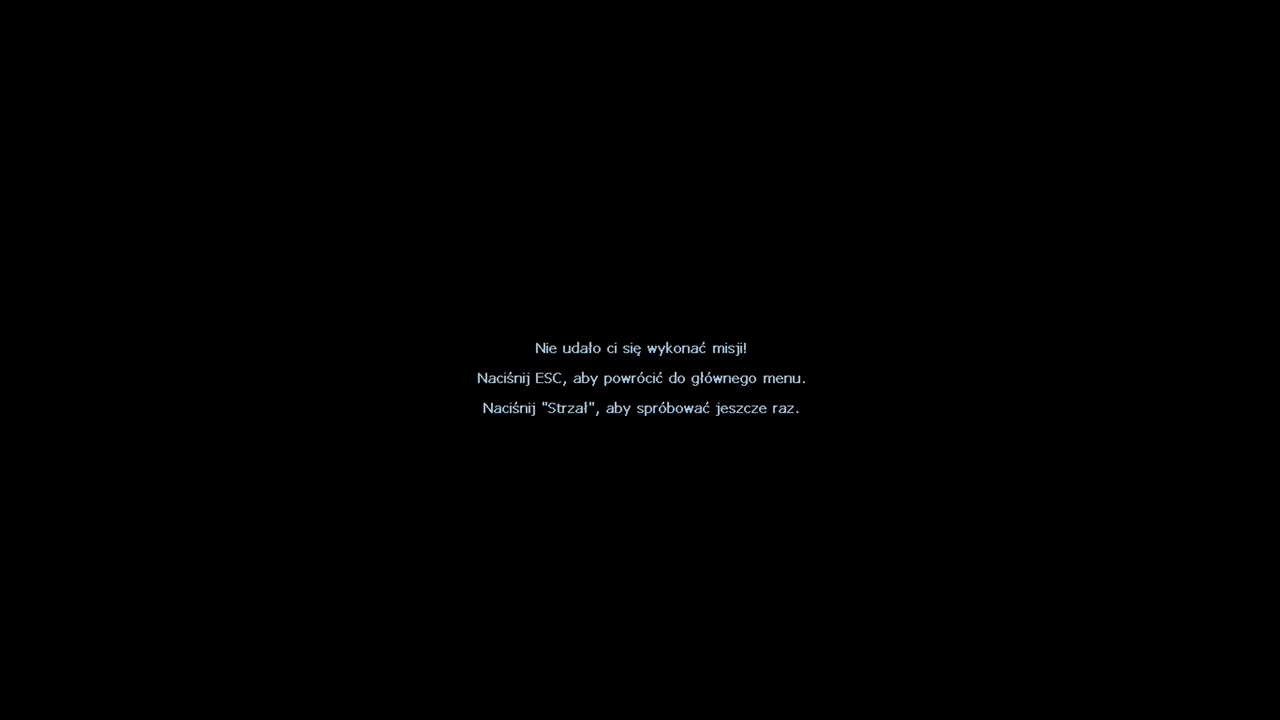 Nie udało ci się wykonać misji!
Naciśnij ESC, aby powrócić do głównego menu.
Naciśnij "Strzał", aby spróbować jeszcze raz.